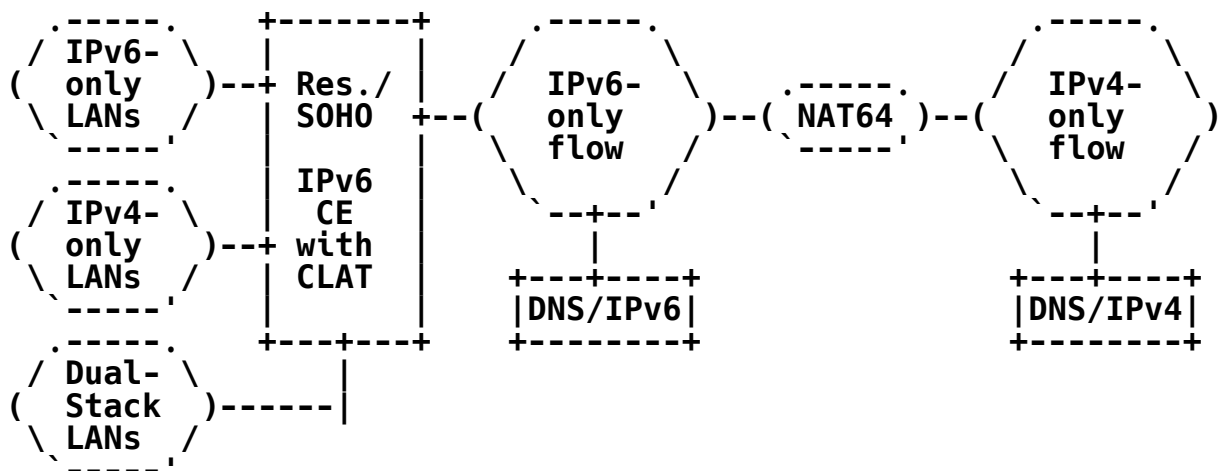 IPv6-
only
LANs
Res./
SOHO
IPv6
CE
with
CLAT
IPv6-
only
flow
NAT64
IPv4-
only
flow
IPv4-
only
LANs
DNS/IPv6
DNS/IPv4
Dual-
Stack
LANs